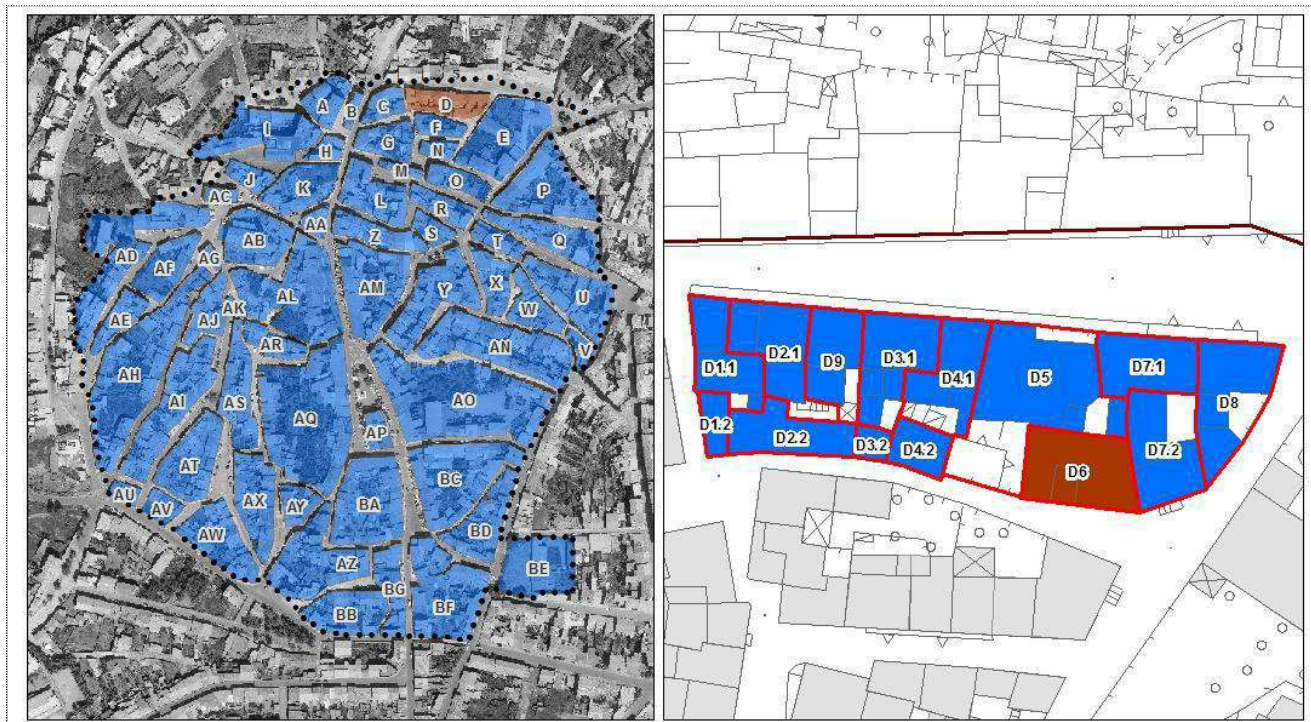 A
B
C
D
I
F
E
G
H
N
M
O
J
K
P
AC
L
R
AA
S
AB
Z
T
Q
AD
AF
AG
AL
AM
Y
X
U
AE
AJ
AK
W
AR
AN
V
AH
AI
AS
AQ
AO
AP
AT
BC
AU
AV
AX
AY
BA
AW
BD
AZ
BE
BG
BB
BF
D1.1
D2.1
D9
D3.1
D4.1
D5
D7.1
D8
D1.2
D2.2
D3.2
D4.2
D6
D7.2